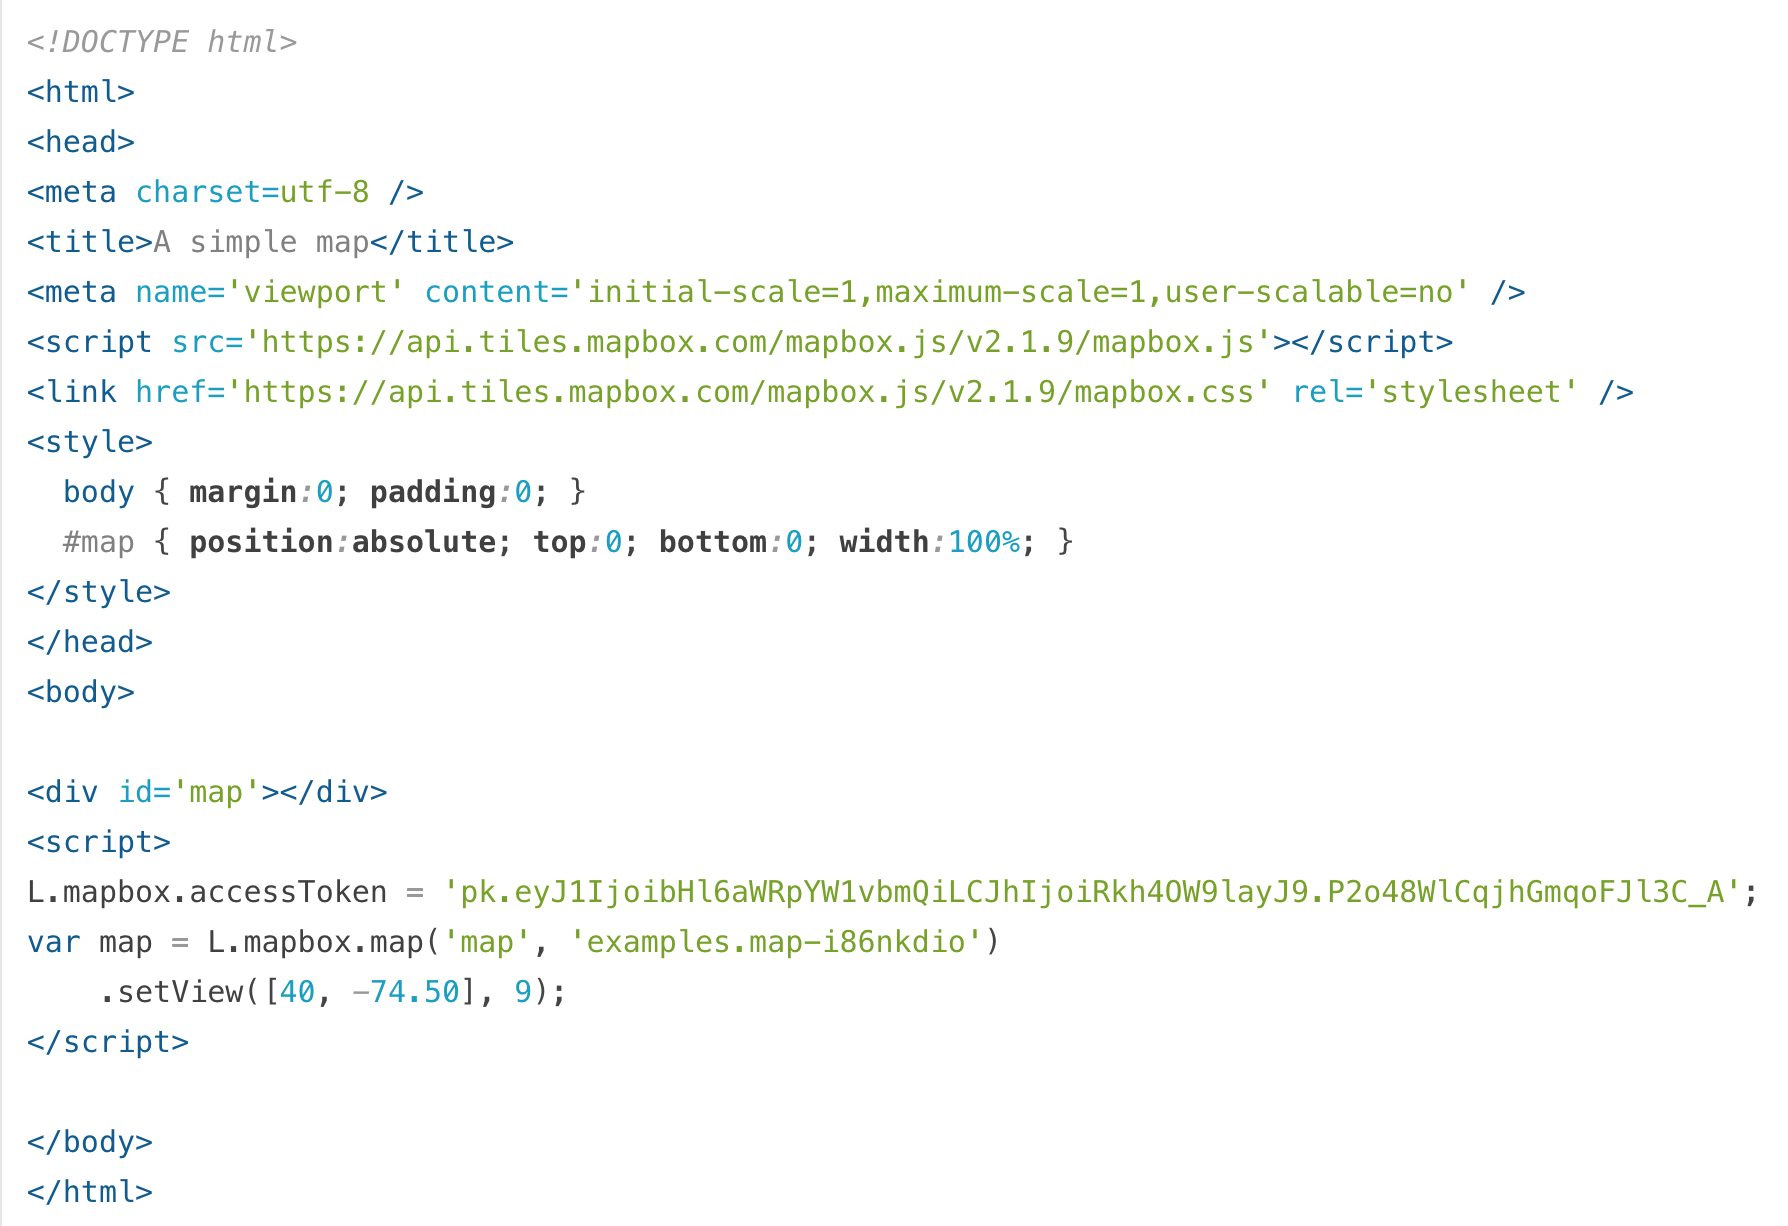 <!DOCTYPE html>
<html>
<head>
<meta charset=utf-8 />
<title>A simple map</title>
<meta name='viewport' content='initial-scale=1,maximum-scale=1,user-scalable=no' />
<script src='https://api.tiles.mapbox.com/mapbox.js/v2.1.9/mapbox.js'></script>
<link href='https://api.tiles.mapbox.com/mapbox.js/v2.1.9/mapbox.css' rel='stylesheet' />
<style>
  body { margin:0; padding:0; }
  #map { position:absolute; top:0; bottom:0; width:100%; }
</style>
</head>
<body>

<div id='map'></div>
<script>
L.mapbox.accessToken = 'pk.eyJ1IjoibHl6aWRpYW1vbmQiLCJhIjoiRkh4OW9layJ9.P2o48WlCqjhGmqoFJl3C_A';
var map = L.mapbox.map('map', 'examples.map-i86nkdio')
    .setView([40, -74.50], 9);
</script>

</body>
</html>